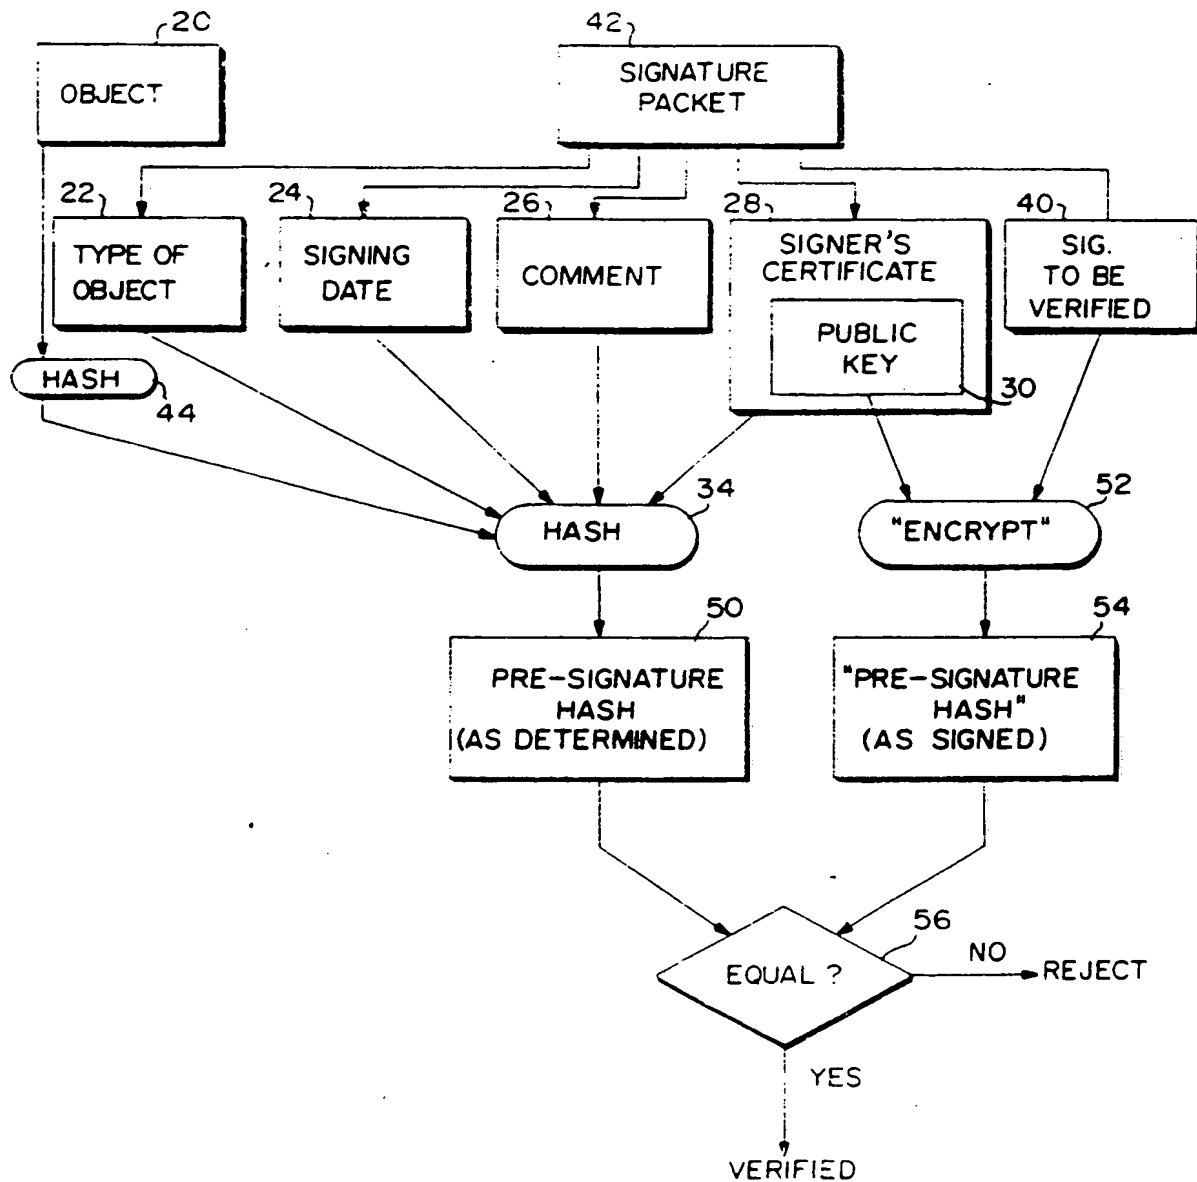 20
42
OBJECT
SIGNATURE
PACKET
22
24
26
28
40
TYPE OF
OBJECT
SIGNING
DATE
COMMENT
SIGNER'S
CERTIFICATE
PUBLIC
KEY
30
SIG.
TO BE
VERIFIED
HASH
44
HASH
34
"ENCRYPT"
52
50
54
PRE-SIGNATURE
HASH
(AS DETERMINED)
"PRE-SIGNATURE
HASH"
(AS SIGNED)
EQUAL ?
56
NO
REJECT
YES
VERIFIED